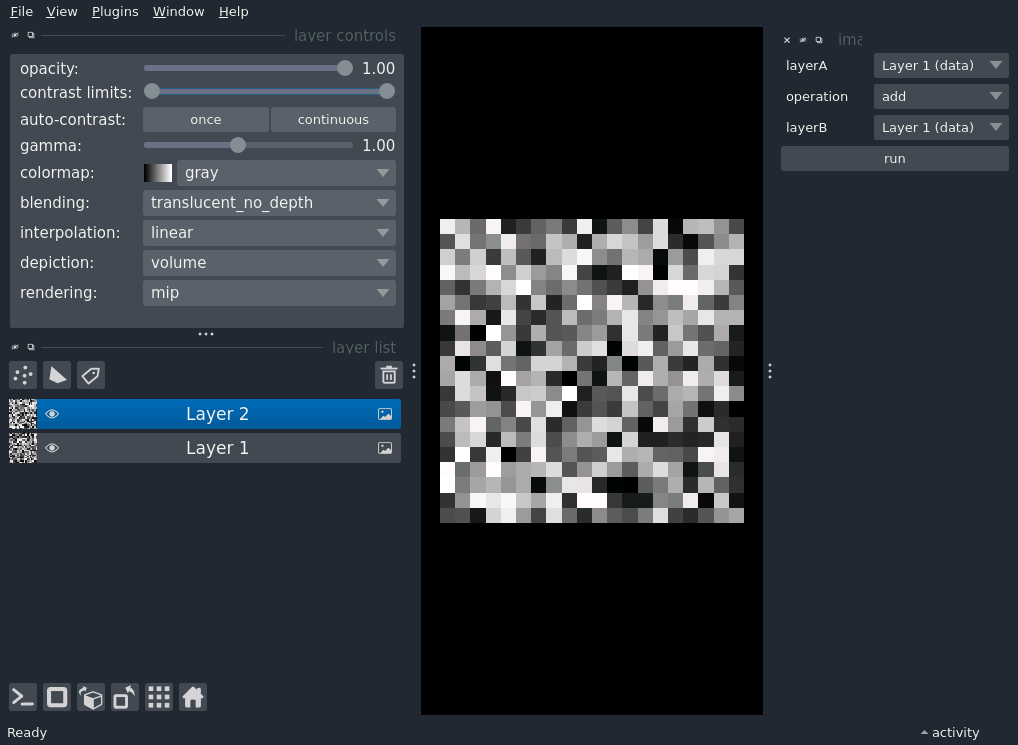 File View Plugins Window Help
layer controls
opacity: 1.00
contrast limits:
auto-contrast: once continuous
gamma: 1.00
colormap: gray
blending: translucent_no_depth
interpolation: linear
depiction: volume
rendering: mip
layer list
Layer 2
Layer 1
ima
layerA Layer 1 (data)
operation add
layerB Layer 1 (data)
run
Ready
activity